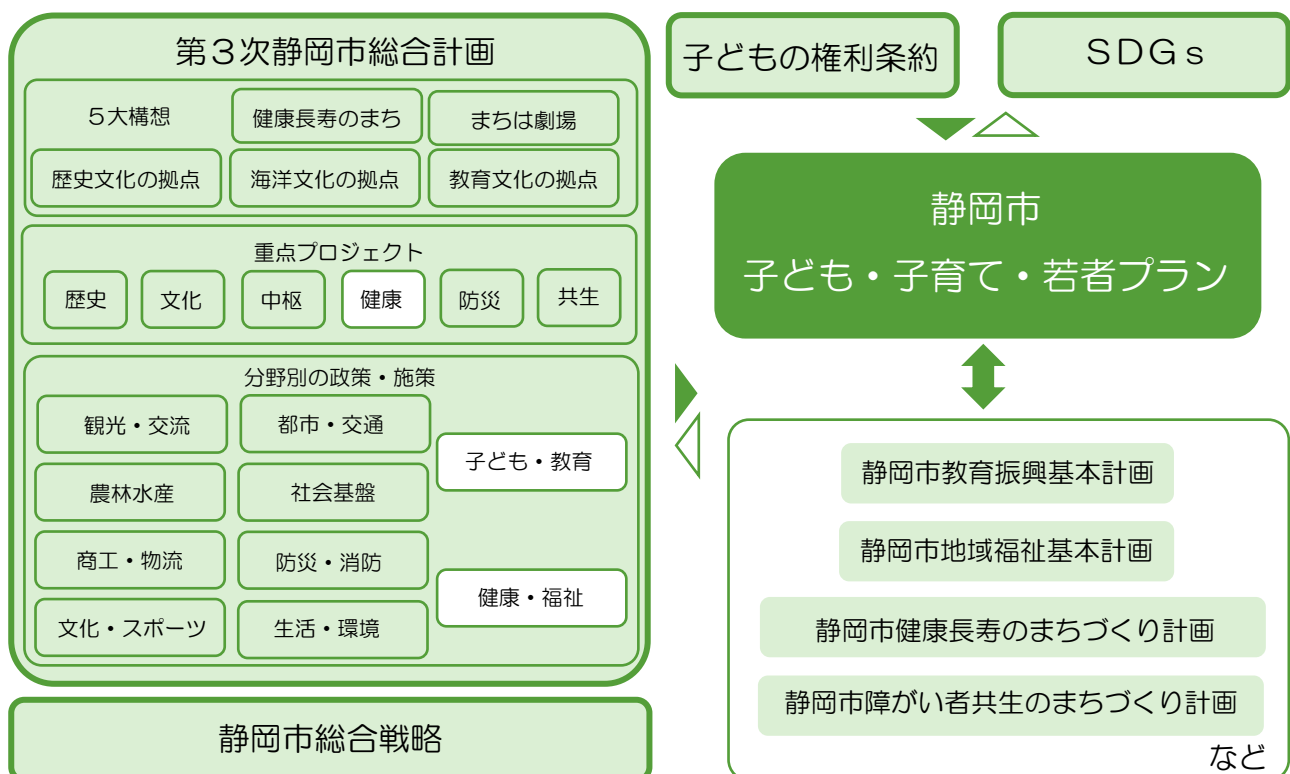 第３次静岡市総合計画
５大構想
健康長寿のまち
まちは劇場
歴史文化の拠点
海洋文化の拠点
教育文化の拠点
重点プロジェクト
歴史
文化
中枢
健康
防災
共生
分野別の政策・施策
観光・交流
都市・交通
子ども・教育
農林水産
社会基盤
商工・物流
防災・消防
健康・福祉
文化・スポーツ
生活・環境
静岡市総合戦略
子どもの権利条約
ＳＤＧｓ
静岡市
子ども・子育て・若者プラン
静岡市教育振興基本計画
静岡市地域福祉基本計画
静岡市健康長寿のまちづくり計画
静岡市障がい者共生のまちづくり計画
など